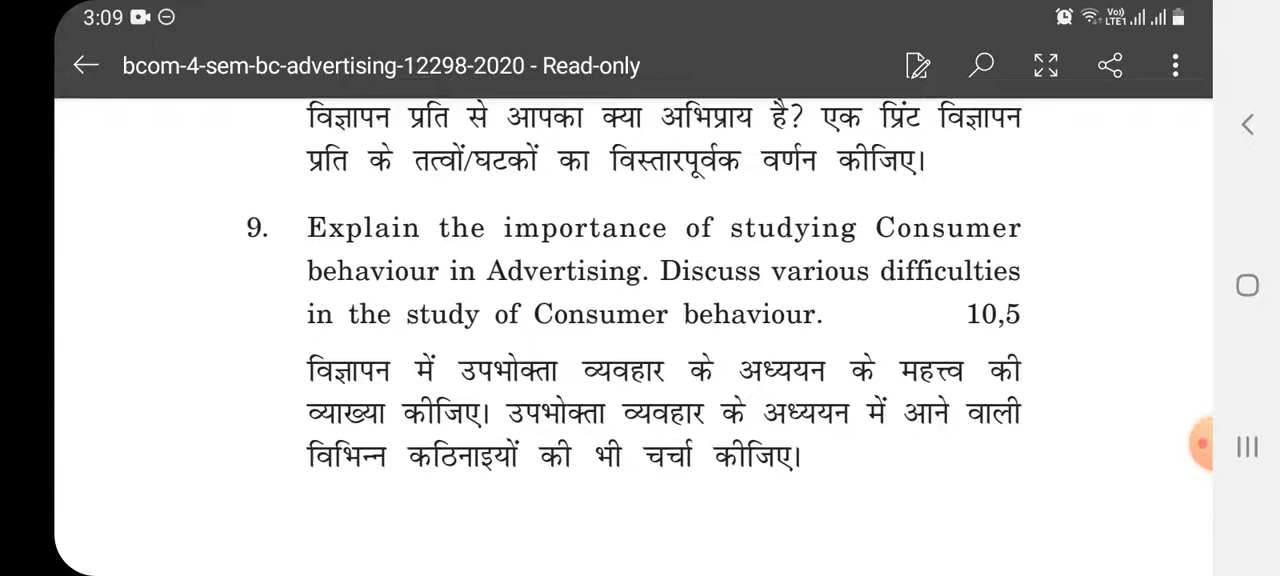 3:09
Vo))
LTE1
bcom-4-sem-bc-advertising-12298-2020 - Read-only
विज्ञापन प्रति से आपका क्या अभिप्राय है? एक प्रिंट विज्ञापन
प्रति के तत्वों/घटकों का विस्तारपूर्वक वर्णन कीजिए।
9. Explain the importance of studying Consumer
behaviour in Advertising. Discuss various difficulties
in the study of Consumer behaviour. 10,5
विज्ञापन में उपभोक्ता व्यवहार के अध्ययन के महत्त्व की
व्याख्या कीजिए। उपभोक्ता व्यवहार के अध्ययन में आने वाली
विभिन्न कठिनाइयों की भी चर्चा कीजिए।